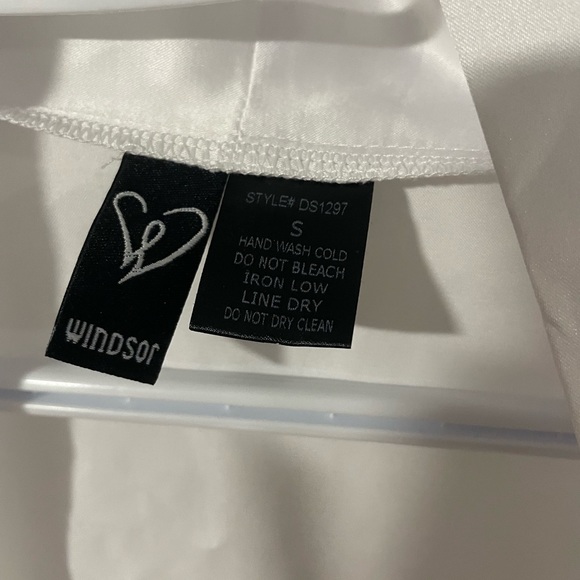 WINDSOr
STYLE# DS1297
S
HAND WASH COLD
DO NOT BLEACH
IRON LOW
LINE DRY
DO NOT DRY CLEAN